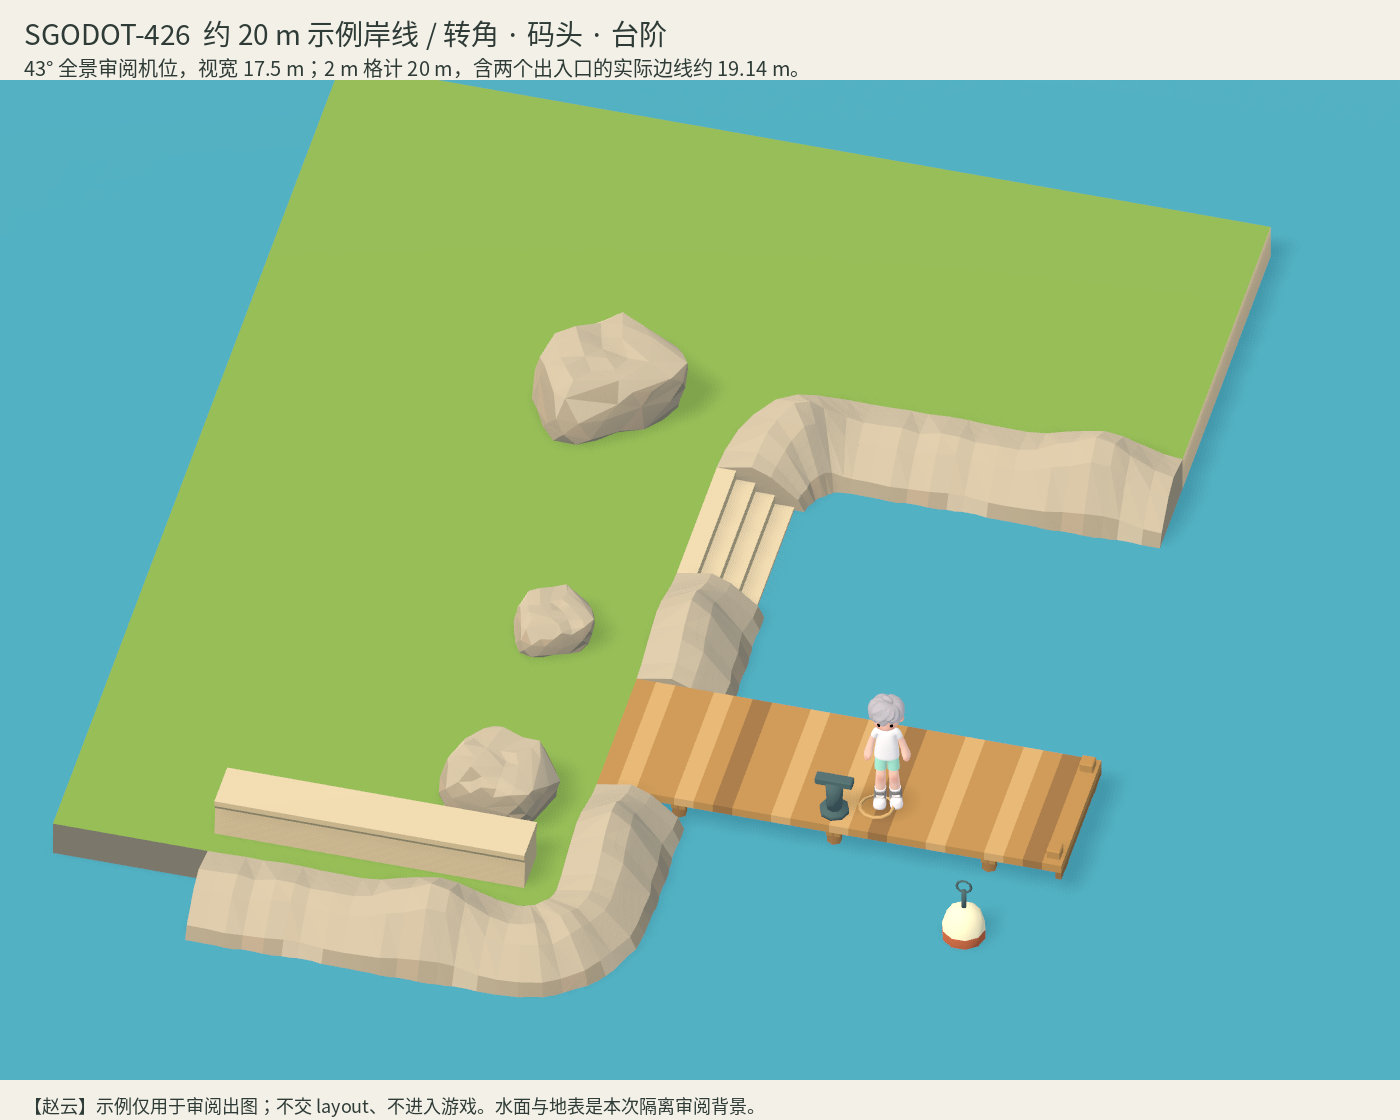 SGODOT-426 约 20 m 示例岸线 / 转角 · 码头 · 台阶
43° 全景审阅机位，视宽 17.5 m；2 m 格计 20 m，含两个出入口的实际边线约 19.14 m。
【赵云】示例仅用于审阅出图；不交 layout、不进入游戏。水面与地表是本次隔离审阅背景。